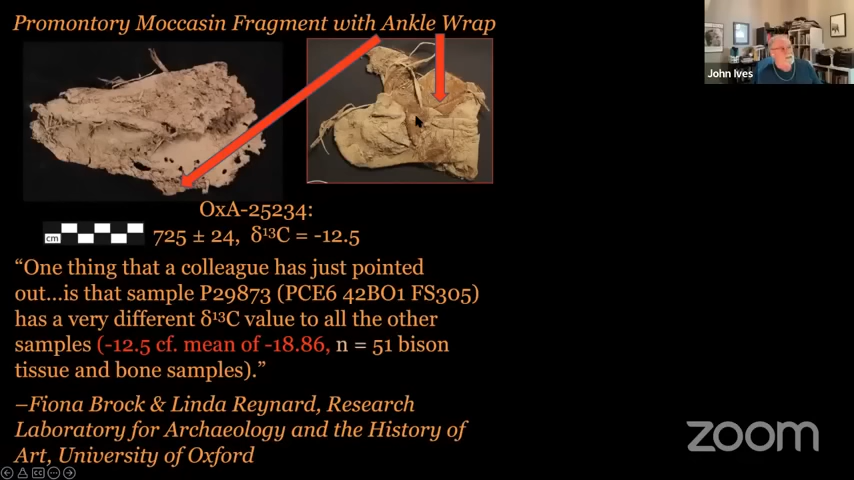 Promontory Moccasin Fragment with Ankle Wrap
John Ives
OxA-25234:
cm
725 ± 24, δ¹³C = -12.5
“One thing that a colleague has just pointed
out...is that sample P29873 (PCE6 42BO1 FS305)
has a very different δ¹³C value to all the other
samples (-12.5 cf. mean of -18.86, n = 51 bison
tissue and bone samples).”
–Fiona Brock & Linda Reynard, Research
Laboratory for Archaeology and the History of
Art, University of Oxford
zoom
CC